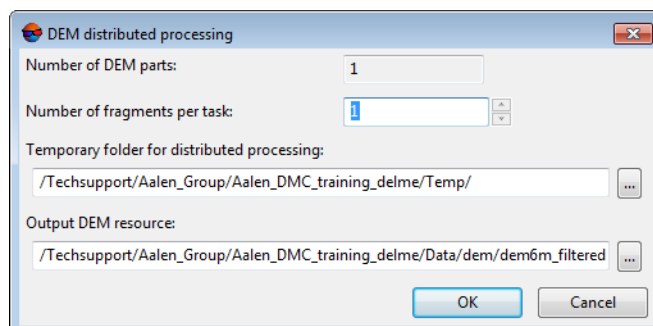 DEM distributed processing
Number of DEM parts: 1
Number of fragments per task: 1
Temporary folder for distributed processing:
/Techsupport/Aalen_Group/Aalen_DMC_training_delme/Temp/ ...
Output DEM resource:
/Techsupport/Aalen_Group/Aalen_DMC_training_delme/Data/dem/dem6m_filtered ...
OK Cancel